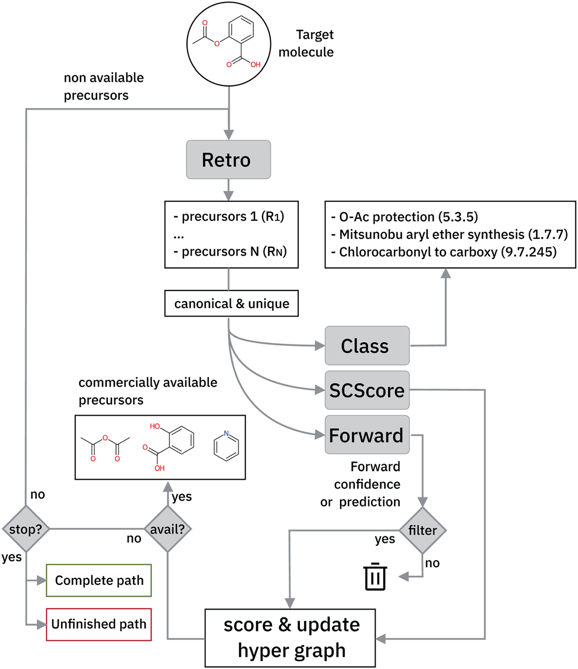 Target
molecule
O
O
O
OH
non available
precursors
Retro
- precursors 1 (R1)
...
- precursors N (RN)
- O-Ac protection (5.3.5)
- Mitsunobu aryl ether synthesis (1.7.7)
- Chlorocarbonyl to carboxy (9.7.245)
canonical & unique
Class
SCScore
Forward
commercially available
precursors
O
O
O
HO
O
OH
N
Forward
confidence
or prediction
no
yes
stop?
avail?
filter
yes
no
yes
no
Complete path
Unfinished path
score & update
hyper graph